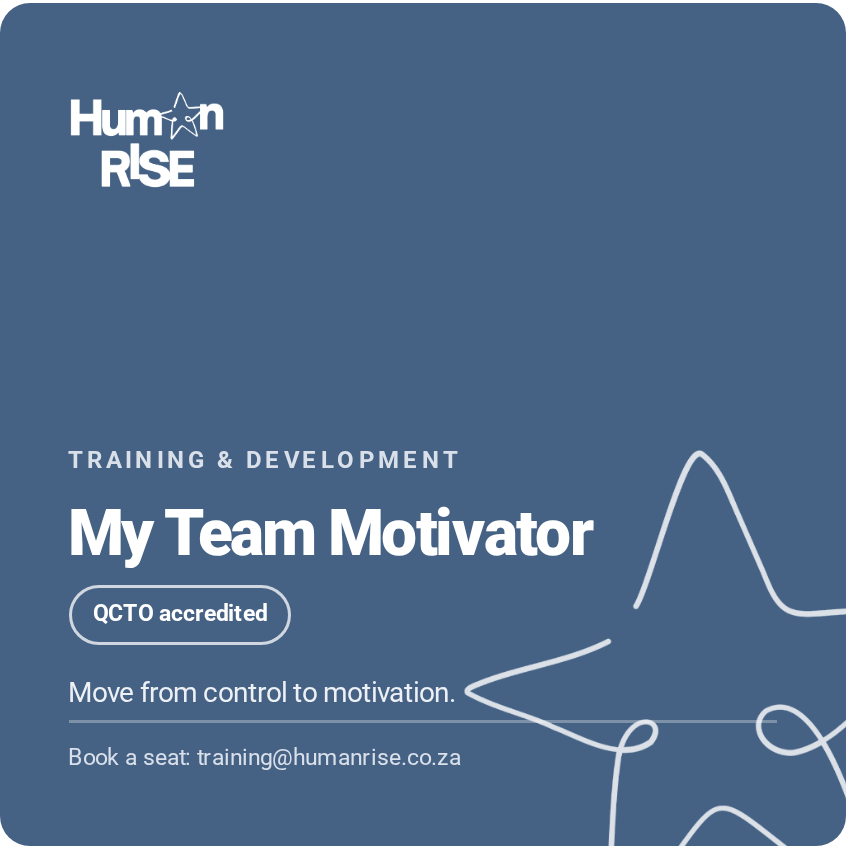 Human
RISE
TRAINING & DEVELOPMENT
My Team Motivator
QCTO accredited
Move from control to motivation.
Book a seat: training@humanrise.co.za